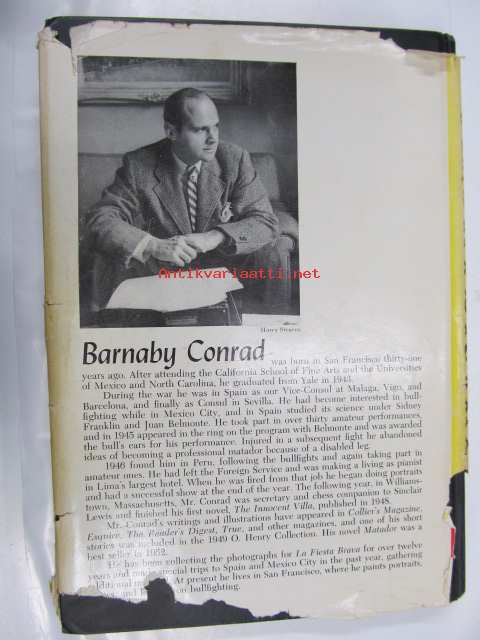 Antikvariaatti.net
Barnaby Conrad was born in San Francisco thirty-one
years ago. After attending the California School of Fine Arts and the Universities
of Mexico and North Carolina, he graduated from Yale in 1943.
During the war he was in Spain as our Vice-Consul at Malaga, Vigo, and
Barcelona, and finally as Consul in Sevilla. He had become interested in bull-
fighting while in Mexico City, and in Spain studied its science under Sidney
Franklin and Juan Belmonte. He took part in over thirty amateur performances,
and in 1945 appeared in the ring on the program with Belmonte and was awarded
the bull's ears for his performance. Injured in a subsequent fight he abandoned
ideas of becoming a professional matador because of a disabled leg.
1946 found him in Peru, following the bullfights and again taking part in
amateur ones. He had left the Foreign Service and was making a living as pianist
in Lima's largest hotel. When he was fired from that job he began doing portraits
and had a successful show at the end of the year. The following year, in Williams-
town, Massachusetts, Mr. Conrad was secretary and chess companion to Sinclair
Lewis and finished his first novel, The Innocent Villa, published in 1948.
Mr. Conrad's writings and illustrations have appeared in Collier's Magazine,
Esquire, The Reader's Digest, True, and other magazines, and one of his short
stories was included in the 1949 O. Henry Collection. His novel Matador was a
best seller in 1952.
He has been collecting the photographs for La Fiesta Brava for over twelve
years and made special trips to Spain and Mexico City in the past year, gathering
additional material. At present he lives in San Francisco, where he paints portraits,
and on bullfighting.